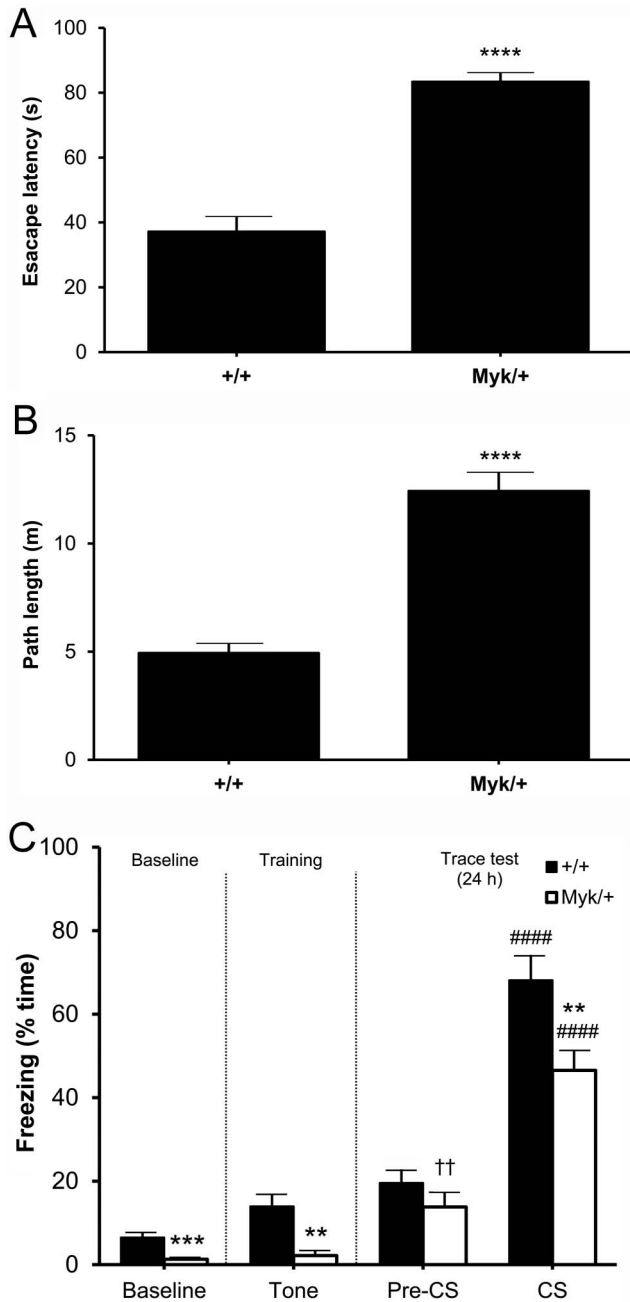 A
Esacape latency (s)
100
80
60
40
20
0
****
+/+
Myk/+
B
Path length (m)
15
10
5
0
****
+/+
Myk/+
C
Freezing (% time)
100
80
60
40
20
0
Baseline
Training
Trace test
(24 h)
+/+
Myk/+
***
**
††
####
**
####
Baseline
Tone
Pre-CS
CS